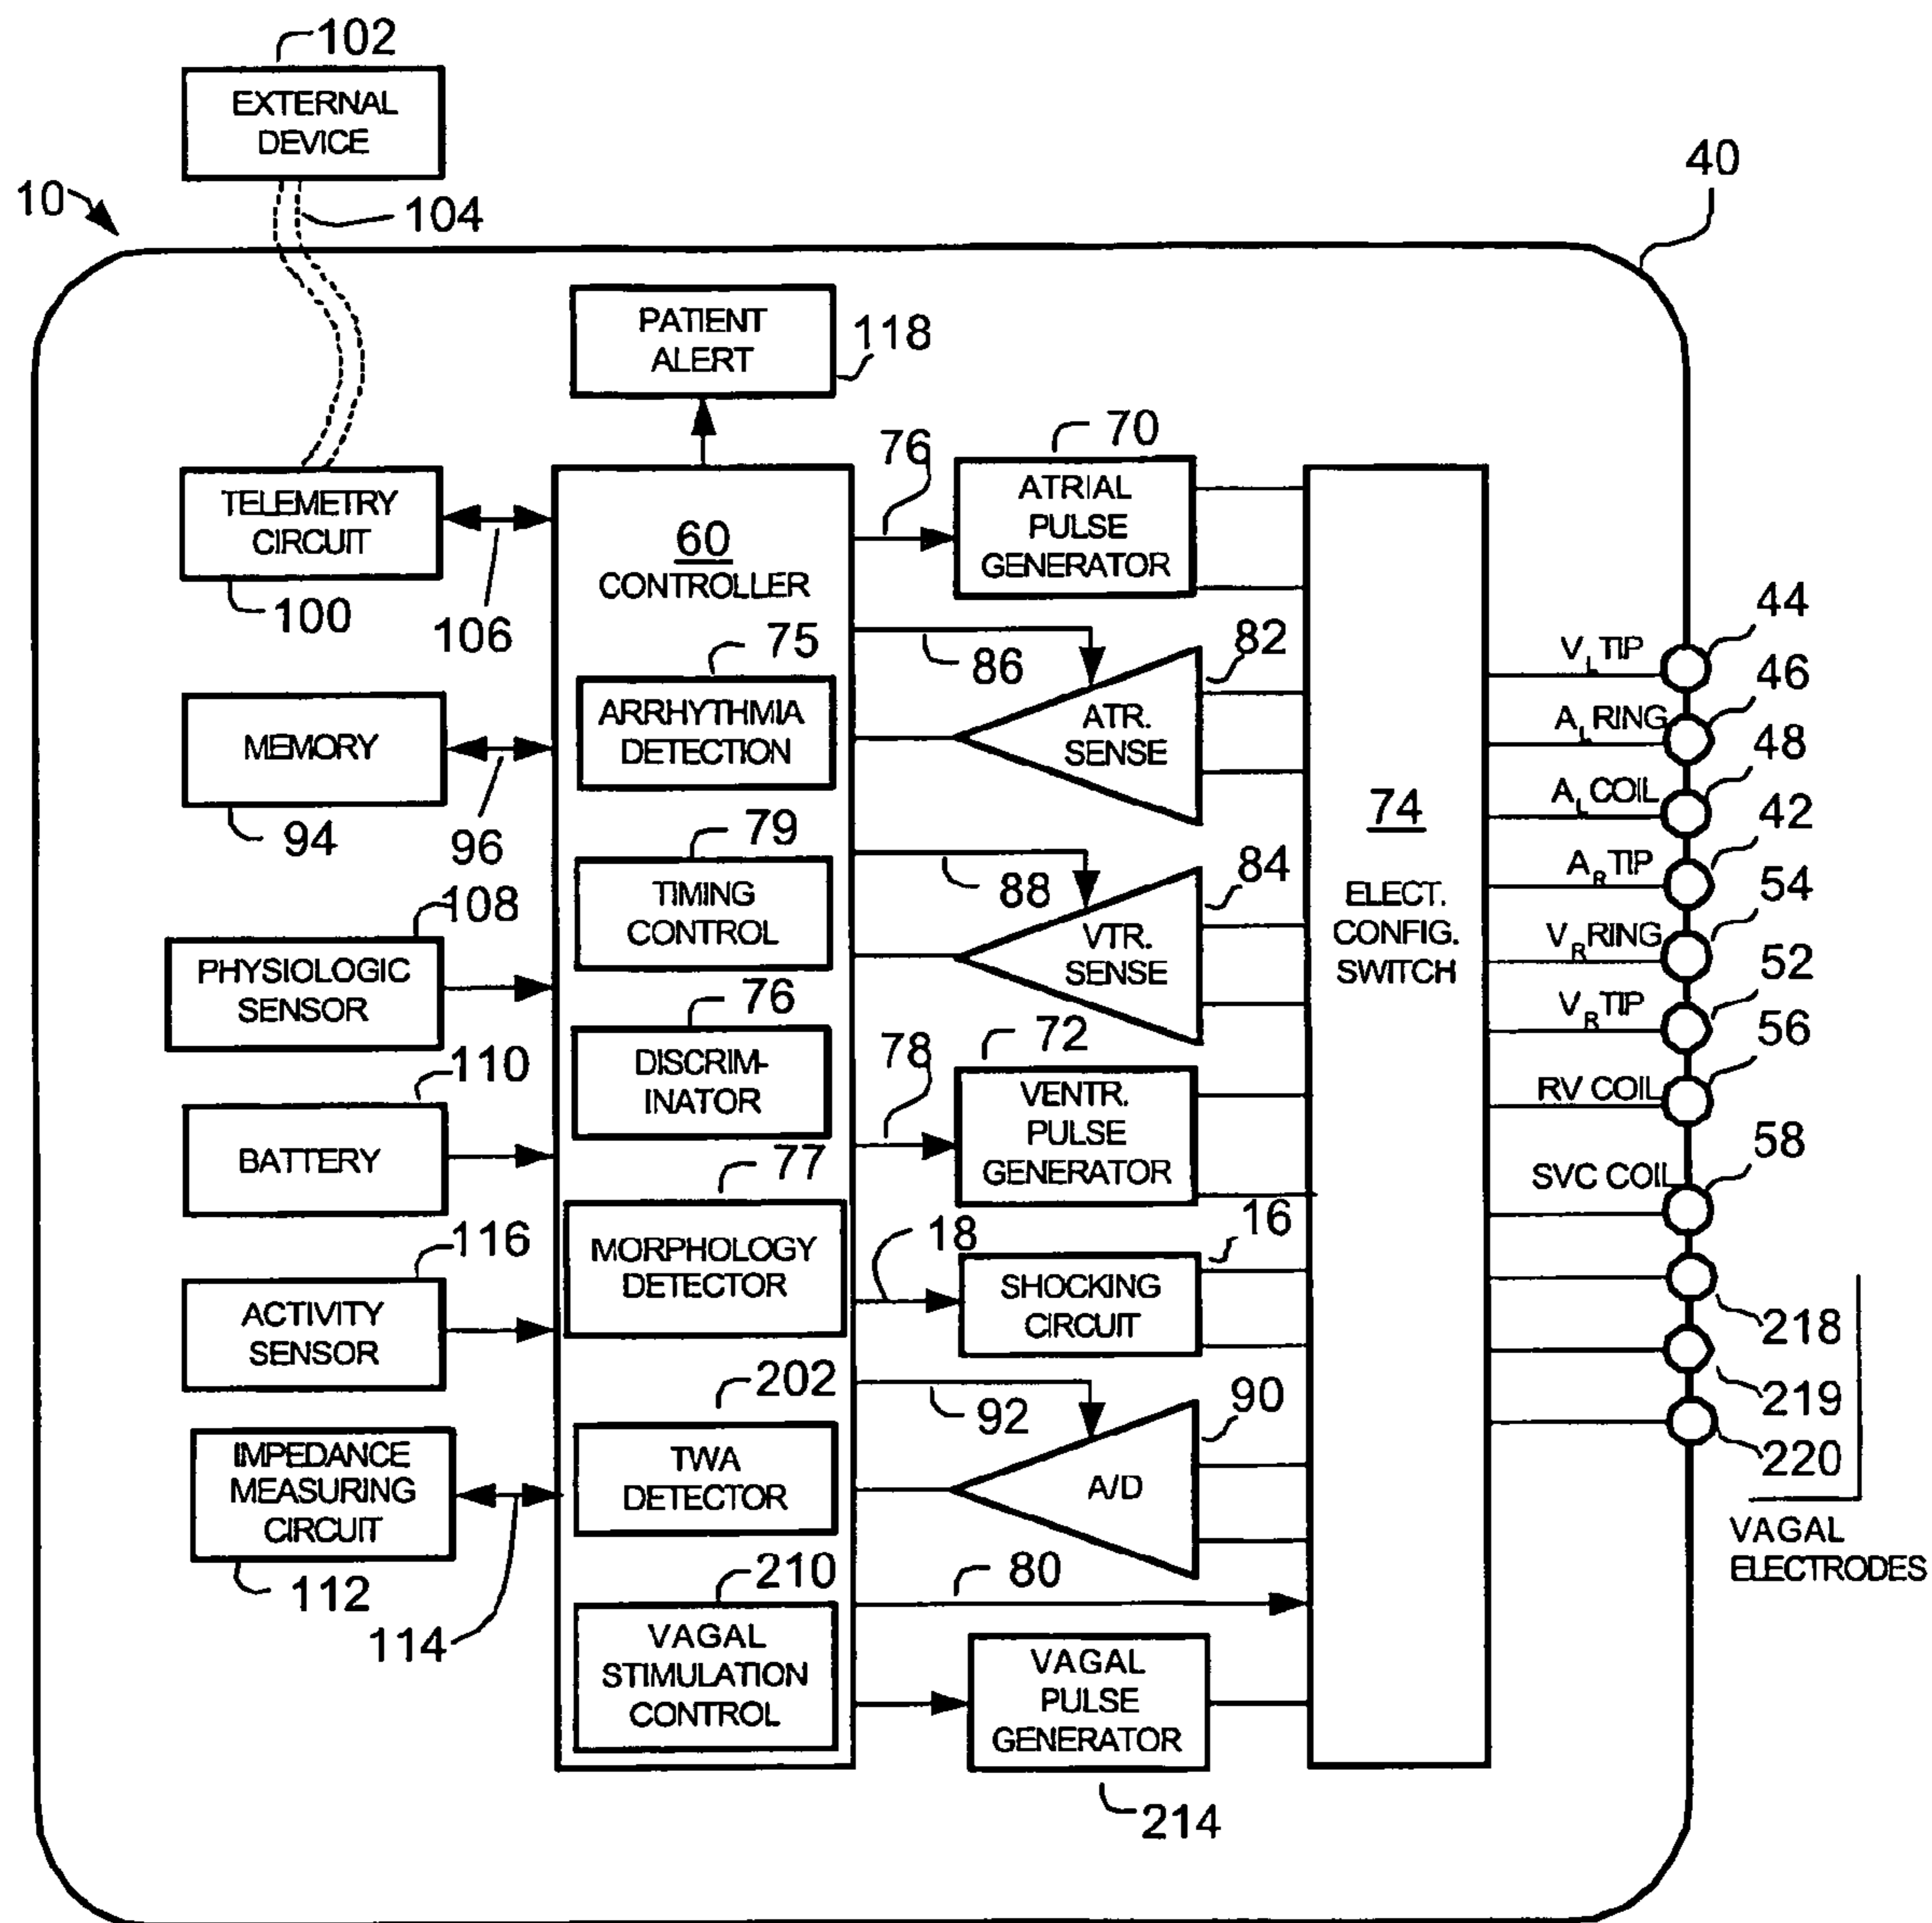 102
EXTERNAL
DEVICE
10
104
40
PATIENT
ALERT
118
TELEMETRY
CIRCUIT
100
106
MEMORY
94
96
108
PHYSIOLOGIC
SENSOR
110
BATTERY
116
ACTIVITY
SENSOR
IMPEDANCE
MEASURING
CIRCUIT
112
114
60
CONTROLLER
75
ARRHYTHMIA
DETECTION
79
TIMING
CONTROL
76
DISCRIM-
INATOR
77
MORPHOLOGY
DETECTOR
202
TWA
DETECTOR
210
VAGAL
STIMULATION
CONTROL
76
70
ATRIAL
PULSE
GENERATOR
86
82
ATR.
SENSE
88
84
VTR.
SENSE
78
72
VENTR.
PULSE
GENERATOR
18
16
SHOCKING
CIRCUIT
92
90
A/D
80
VAGAL
PULSE
GENERATOR
214
74
ELECT.
CONFIG.
SWITCH
VL TIP
44
AL RING
46
AL COIL
48
AR TIP
42
VR RING
54
VR TIP
52
RV COIL
56
SVC COIL
58
218
219
220
VAGAL
ELECTRODES